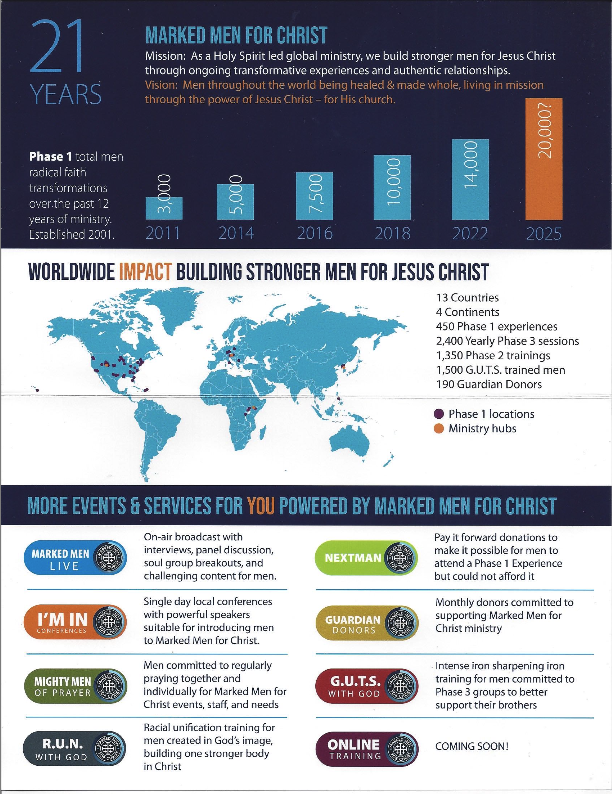 21
YEARS
MARKED MEN FOR CHRIST
Mission: As a Holy Spirit led global ministry, we build stronger men for Jesus Christ
through ongoing transformative experiences and authentic relationships.
Vision: Men throughout the world being healed & made whole, living in mission
through the power of Jesus Christ – for His church.
Phase 1 total men
radical faith
transformations
over the past 12
years of ministry.
Established 2001.
3,000
5,000
7,500
10,000
14,000
20,000?
2011
2014
2016
2018
2022
2025
WORLDWIDE IMPACT BUILDING STRONGER MEN FOR JESUS CHRIST
13 Countries
4 Continents
450 Phase 1 experiences
2,400 Yearly Phase 3 sessions
1,350 Phase 2 trainings
1,500 G.U.T.S. trained men
190 Guardian Donors
Phase 1 locations
Ministry hubs
MORE EVENTS & SERVICES FOR YOU POWERED BY MARKED MEN FOR CHRIST
MARKED MEN
LIVE
On-air broadcast with
interviews, panel discussion,
soul group breakouts, and
challenging content for men.
I'M IN
CONFERENCES
Single day local conferences
with powerful speakers
suitable for introducing men
to Marked Men for Christ.
MIGHTY MEN
OF PRAYER
Men committed to regularly
praying together and
individually for Marked Men for
Christ events, staff, and needs
R.U.N.
WITH GOD
Racial unification training for
men created in God's image,
building one stronger body
in Christ
NEXTMAN
Pay it forward donations to
make it possible for men to
attend a Phase 1 Experience
but could not afford it
GUARDIAN
DONORS
Monthly donors committed to
supporting Marked Men for
Christ ministry
G.U.T.S.
WITH GOD
Intense iron sharpening iron
training for men committed to
Phase 3 groups to better
support their brothers
ONLINE
TRAINING
COMING SOON!